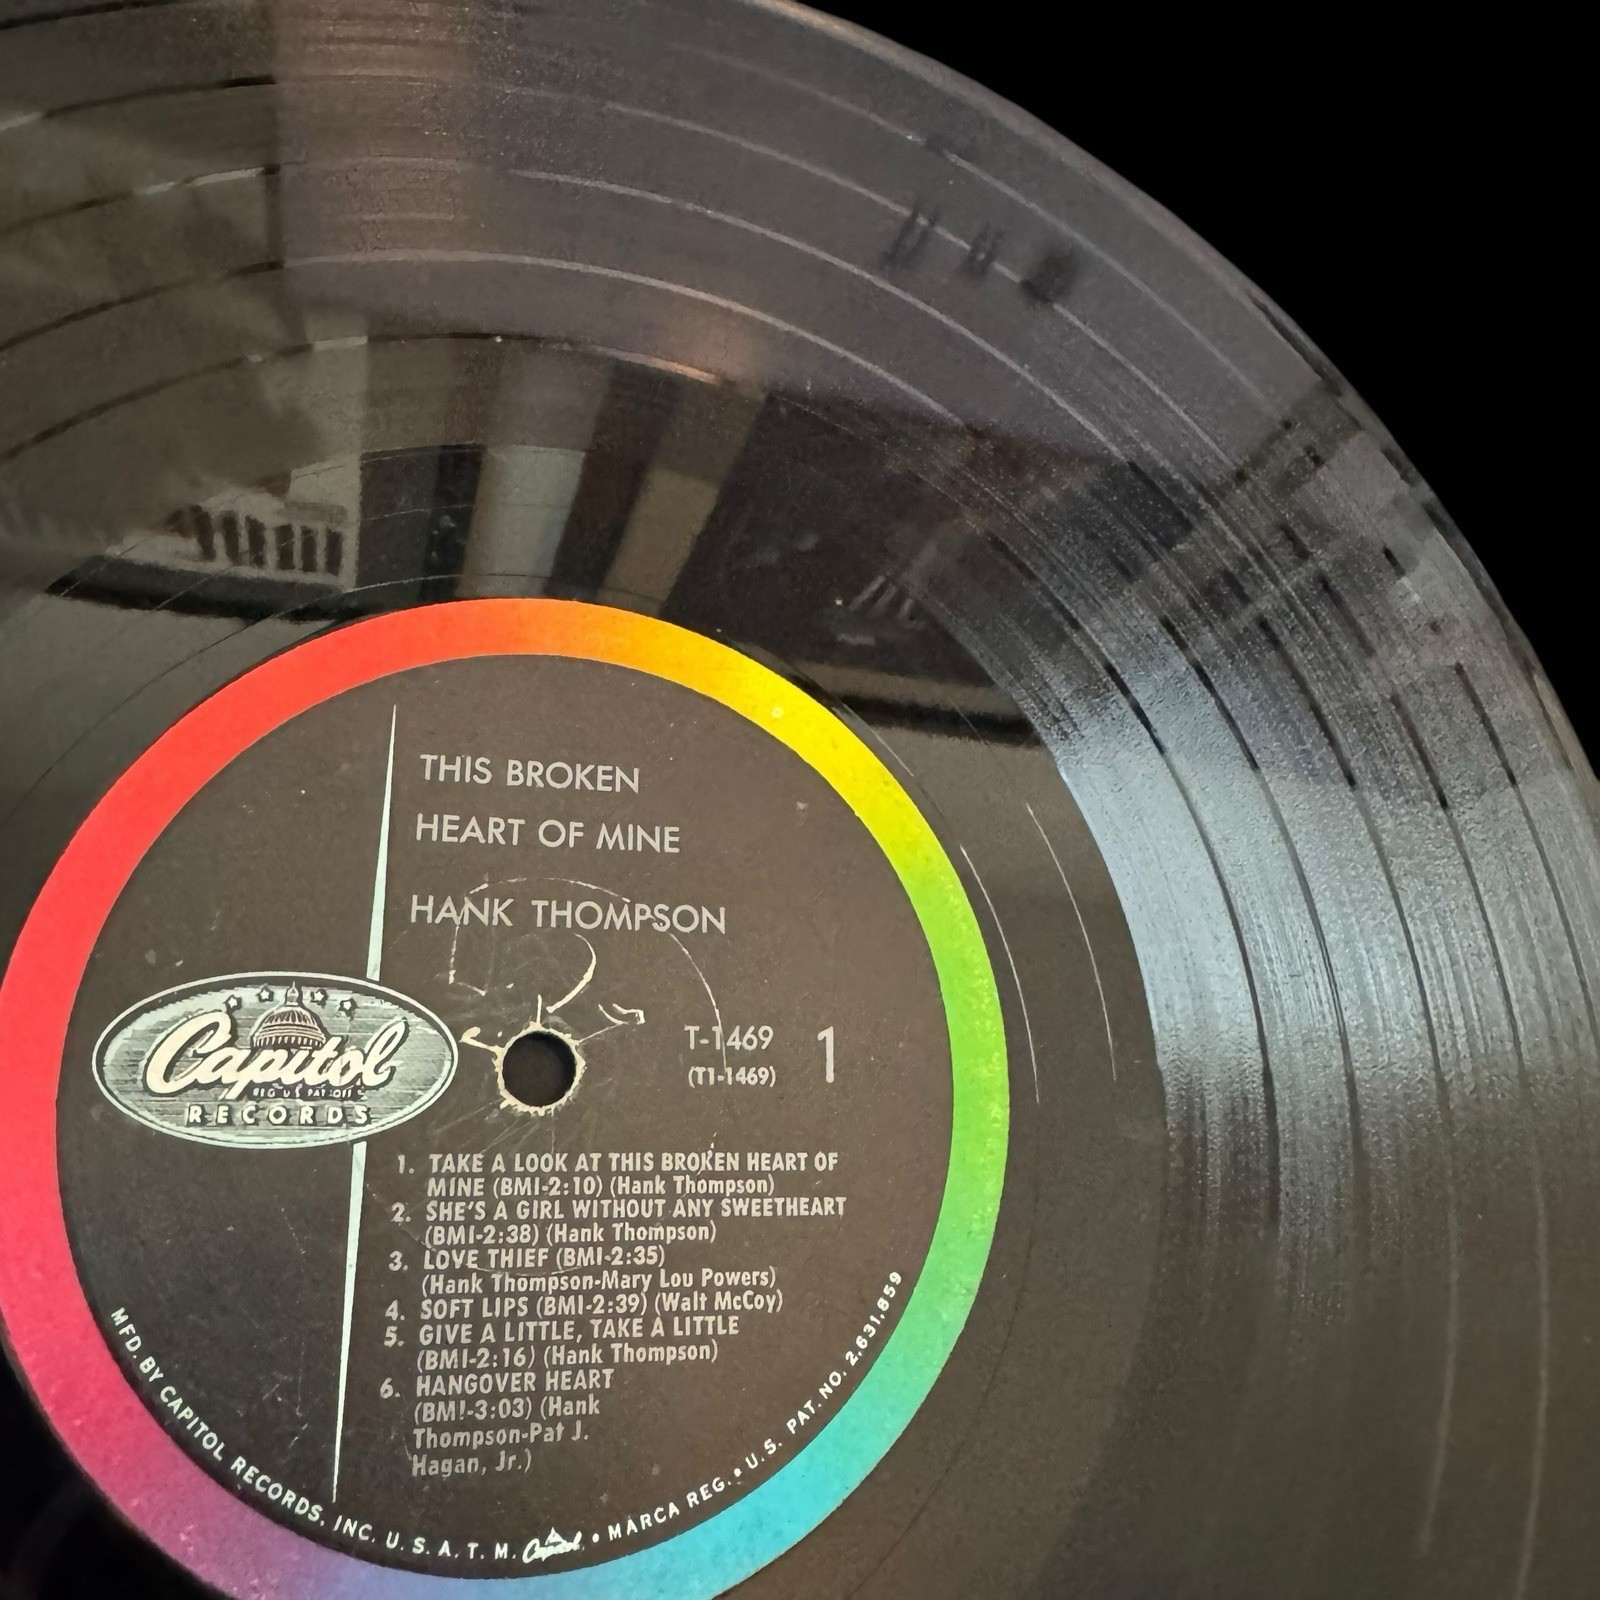 THIS BROKEN
HEART OF MINE
HANK THOMPSON
Capitol
REG U S PAT OFF
RECORDS
T-1469
(T1-1469)
1
1. TAKE A LOOK AT THIS BROKEN HEART OF
MINE (BMI-2:10) (Hank Thompson)
2. SHE'S A GIRL WITHOUT ANY SWEETHEART
(BMI-2:38) (Hank Thompson)
3. LOVE THIEF (BMI-2:35)
(Hank Thompson-Mary Lou Powers)
4. SOFT LIPS (BMI-2:39) (Walt McCoy)
5. GIVE A LITTLE, TAKE A LITTLE
(BMI-2:16) (Hank Thompson)
6. HANGOVER HEART
(BMI-3:03) (Hank
Thompson-Pat J.
Hagan, Jr.)
MFD. BY CAPITOL RECORDS, INC. U. S. A. T. M. Capitol • MARCA REG. • U. S. PAT. NO. 2,631,859